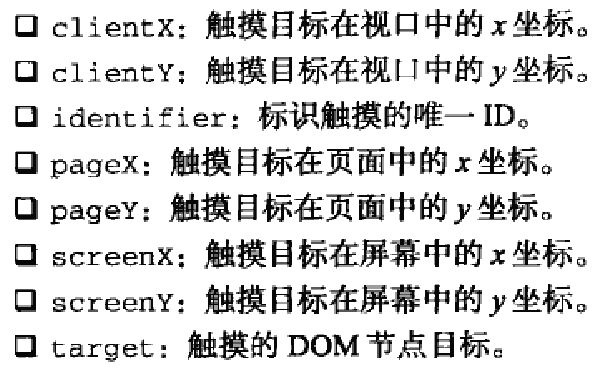 ❑ clientX：触摸目标在视口中的 x 坐标。
❑ clientY：触摸目标在视口中的 y 坐标。
❑ identifier：标识触摸的唯一 ID。
❑ pageX：触摸目标在页面中的 x 坐标。
❑ pageY：触摸目标在页面中的 y 坐标。
❑ screenX：触摸目标在屏幕中的 x 坐标。
❑ screenY：触摸目标在屏幕中的 y 坐标。
❑ target：触摸的 DOM 节点目标。